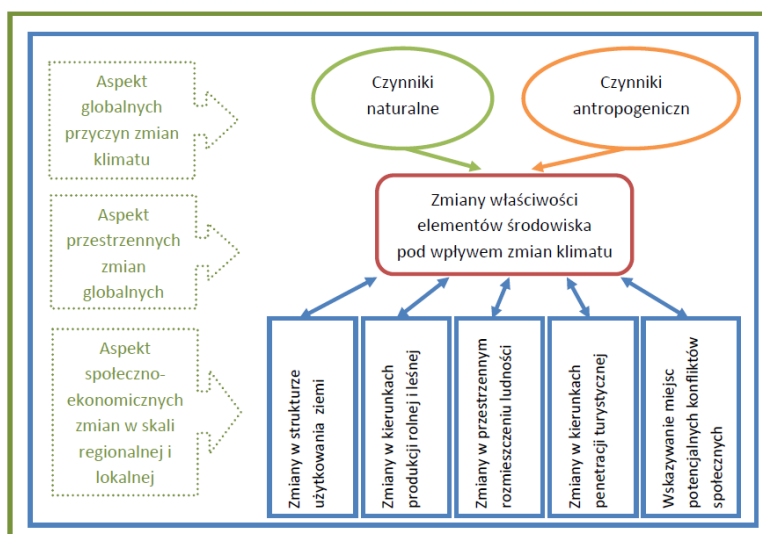 Aspekt
globalnych
przyczyn zmian
klimatu
Czynniki
naturalne
Czynniki
antropogeniczn
Aspekt
przestrzennych
zmian
globalnych
Zmiany właściwości
elementów środowiska
pod wpływem zmian klimatu
Aspekt
społeczno-
ekonomicznych
zmian w skali
regionalnej i
lokalnej
Zmiany w strukturze
użytkowania ziemi
Zmiany w kierunkach
produkcji rolnej i leśnej
Zmiany w przestrzennym
rozmieszczeniu ludności
Zmiany w kierunkach
penetracji turystycznej
Wskazywanie miejsc
potencjalnych konfliktów
społecznych